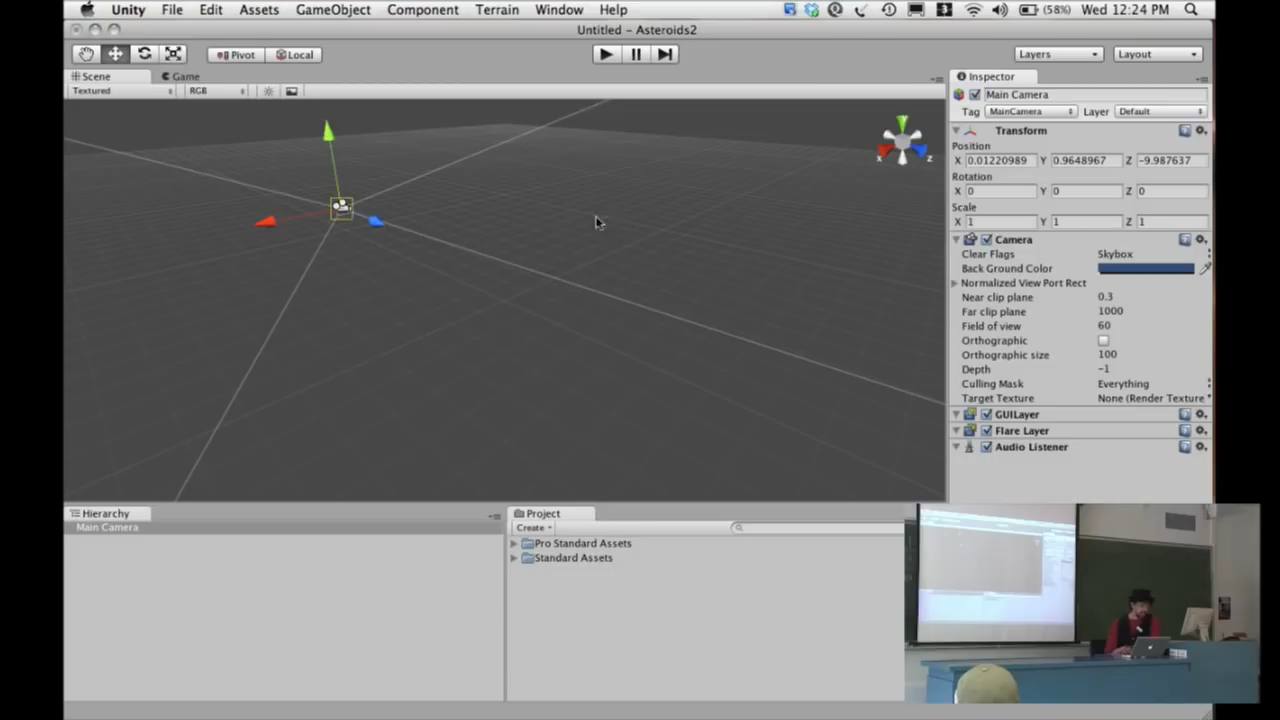 Unity File Edit Assets GameObject Component Terrain Window Help (58%) Wed 12:24 PM
Untitled - Asteroids2
Pivot Local Layers Layout
Scene Game Inspector
Textured RGB Main Camera
Tag MainCamera Layer Default
Transform
Position
X 0.01220989 Y 0.9648967 Z -9.987637
x z
Rotation
X 0 Y 0 Z 0
Scale
X 1 Y 1 Z 1
Camera
Clear Flags Skybox
Back Ground Color
Normalized View Port Rect
Near clip plane 0.3
Far clip plane 1000
Field of view 60
Orthographic
Orthographic size 100
Depth -1
Culling Mask Everything
Target Texture None (Render Texture
GUILayer
Flare Layer
Audio Listener
Hierarchy Project
Main Camera Create
Pro Standard Assets
Standard Assets